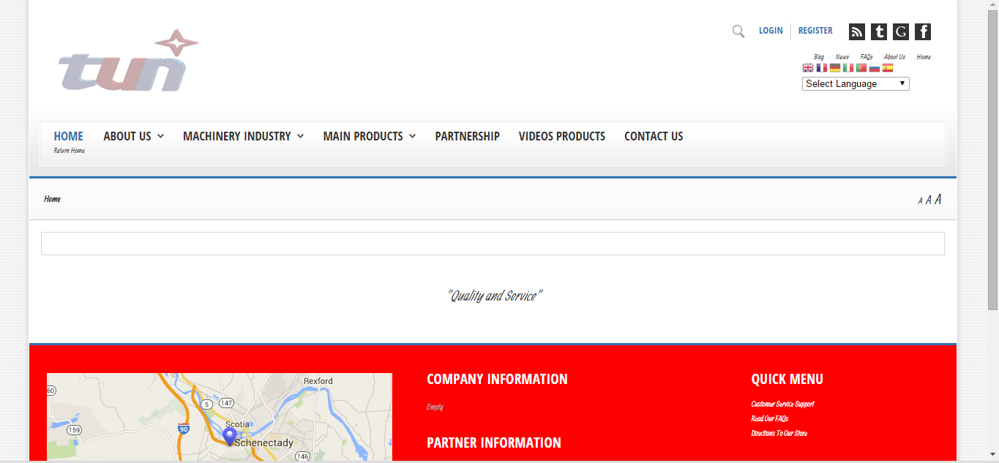 tun
LOGIN
REGISTER
t
G
f
Blog News FAQs About Us Home
Select Language
HOME
Return Home
ABOUT US
MACHINERY INDUSTRY
MAIN PRODUCTS
PARTNERSHIP
VIDEOS PRODUCTS
CONTACT US
Home
A A A
"Quality and Service"
60
159
90
5
147
Rexford
Scotia
Schenectady
146
COMPANY INFORMATION
Empty
PARTNER INFORMATION
QUICK MENU
Customer Service Support
Read Our FAQs
Directions To Our Store